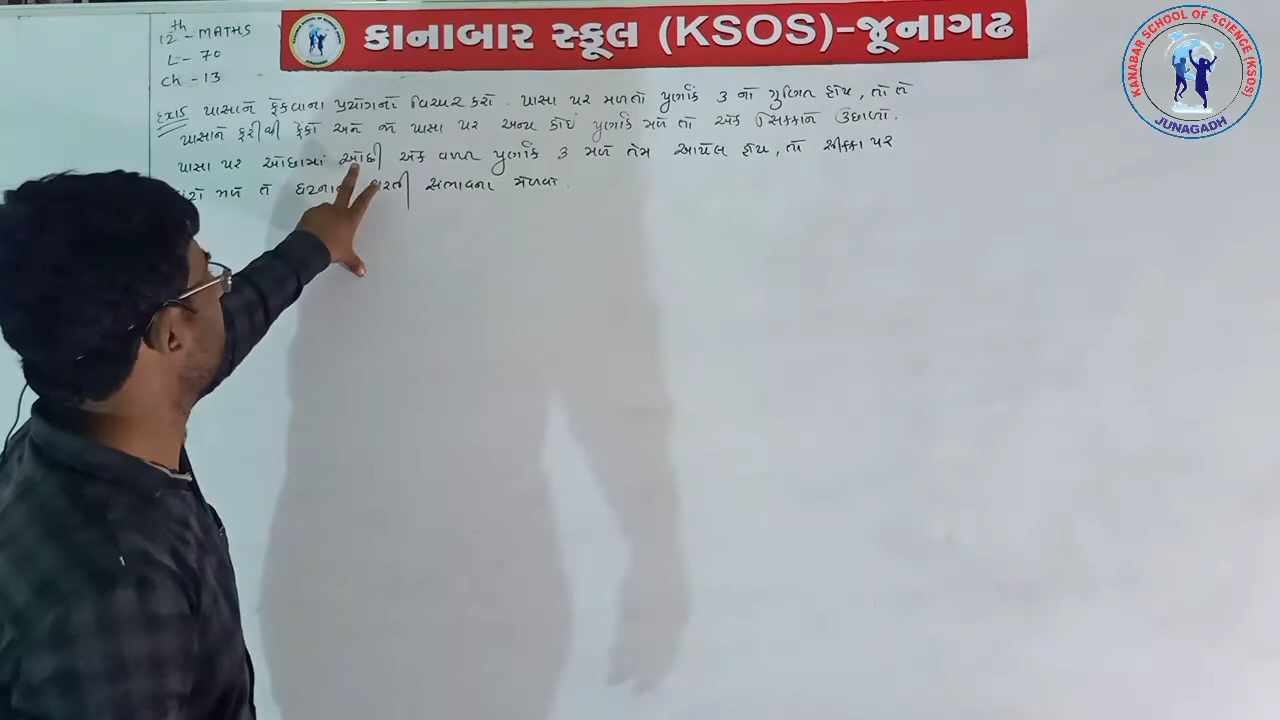 કાનાબાર સ્કૂલ (KSOS)-જૂનાગઢ
KANABAR SCHOOL OF SCIENCE (KSOS)
JUNAGADH
12th - MATHS
L - 70
Ch - 13
પાસાને ફેંકવાના પ્રયોગનો વિચાર કરો. પાસા પર મળતો પુર્ણાંક 3 નો ગુણિત હોય, તો તે
પાસાને ફરીથી ફેંકો અને જો પાસા પર અન્ય કોઇ પુર્ણાંક મળે તો એક સિક્કાને ઉછાળો.
પાસા પર ઓછામાં ઓછી એક વખત પુર્ણાંક 3 મળે તેમ આપેલ હોય, તો સીક્કા પર
મળે તે ઘટનાની શરતી સંભાવના મેળવો.